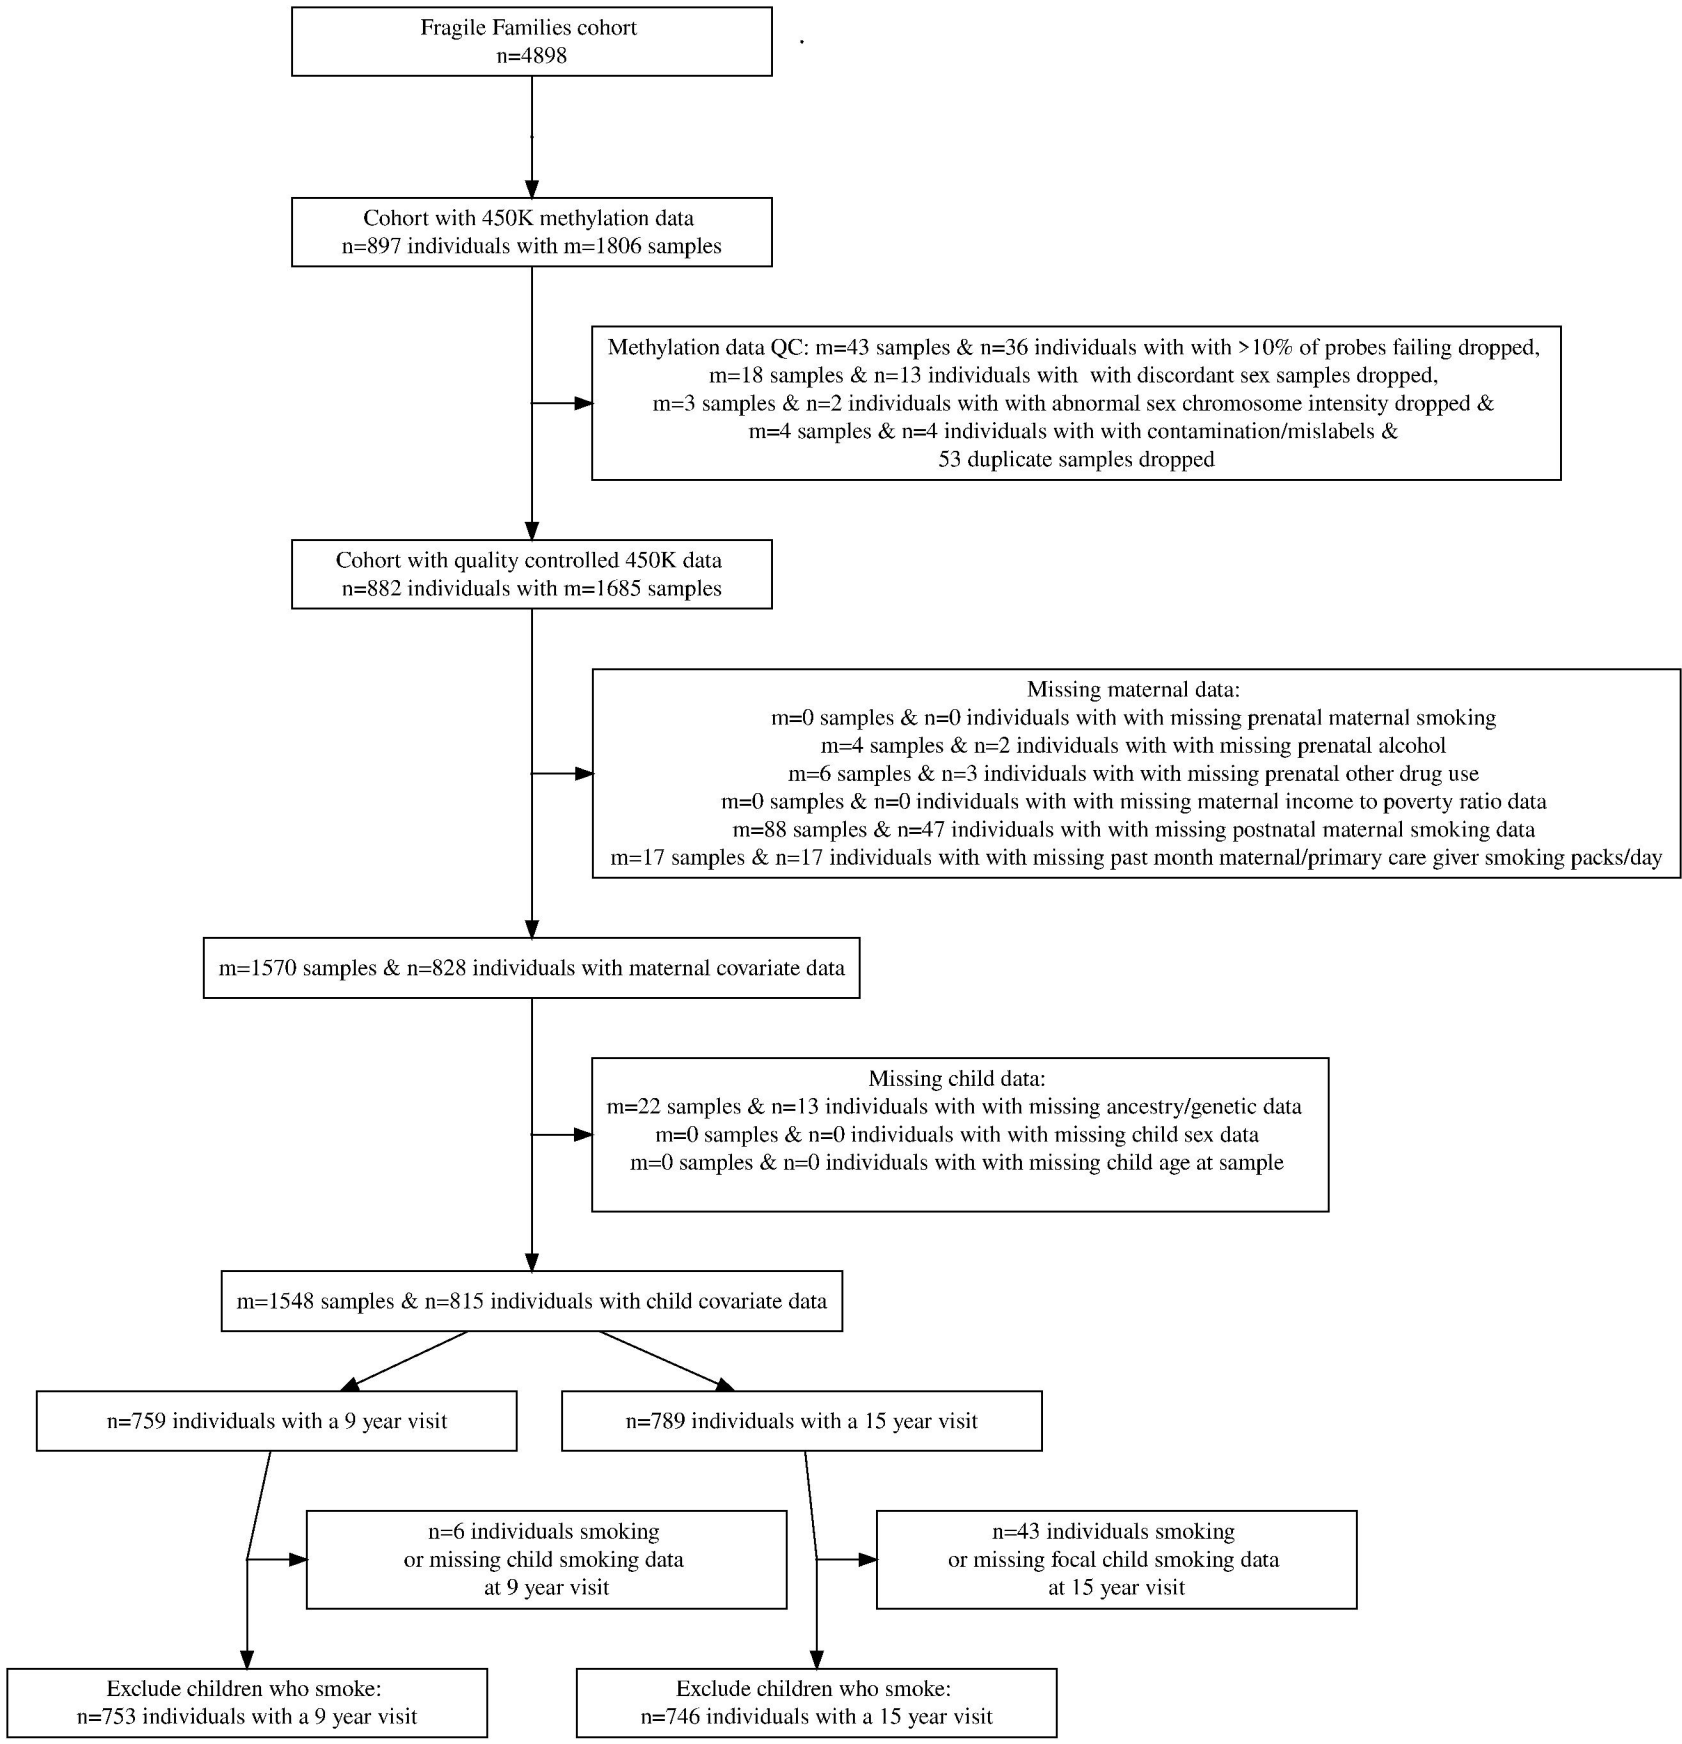 Fragile Families cohort
n=4898
.
Cohort with 450K methylation data
n=897 individuals with m=1806 samples
Methylation data QC: m=43 samples & n=36 individuals with with >10% of probes failing dropped,
m=18 samples & n=13 individuals with  with discordant sex samples dropped,
m=3 samples & n=2 individuals with with abnormal sex chromosome intensity dropped &
m=4 samples & n=4 individuals with with contamination/mislabels &
53 duplicate samples dropped
Cohort with quality controlled 450K data
n=882 individuals with m=1685 samples
Missing maternal data:
m=0 samples & n=0 individuals with with missing prenatal maternal smoking
m=4 samples & n=2 individuals with with missing prenatal alcohol
m=6 samples & n=3 individuals with with missing prenatal other drug use
m=0 samples & n=0 individuals with with missing maternal income to poverty ratio data
m=88 samples & n=47 individuals with with missing postnatal maternal smoking data
m=17 samples & n=17 individuals with with missing past month maternal/primary care giver smoking packs/day
m=1570 samples & n=828 individuals with maternal covariate data
Missing child data:
m=22 samples & n=13 individuals with with missing ancestry/genetic data
m=0 samples & n=0 individuals with with missing child sex data
m=0 samples & n=0 individuals with with missing child age at sample
m=1548 samples & n=815 individuals with child covariate data
n=759 individuals with a 9 year visit
n=789 individuals with a 15 year visit
n=6 individuals smoking
or missing child smoking data
at 9 year visit
n=43 individuals smoking
or missing focal child smoking data
at 15 year visit
Exclude children who smoke:
n=753 individuals with a 9 year visit
Exclude children who smoke:
n=746 individuals with a 15 year visit